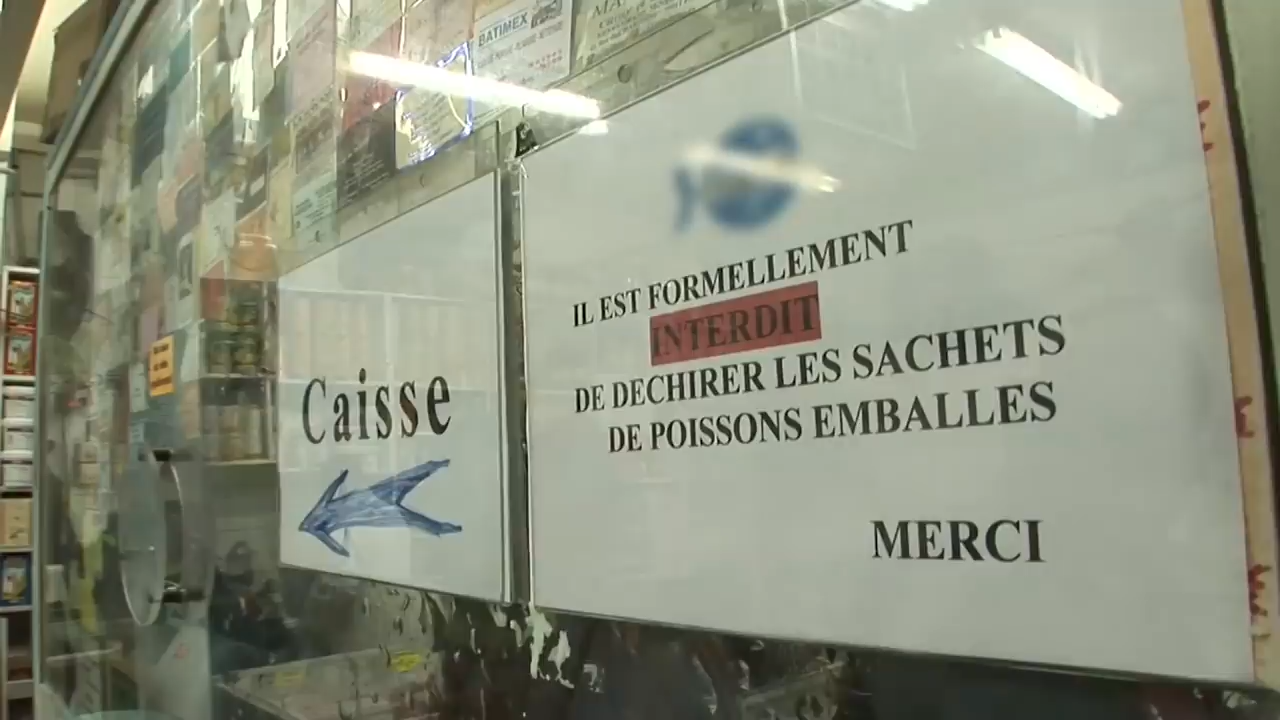 BATIMEX
Caisse
IL EST FORMELLEMENT
INTERDIT
DE DECHIRER LES SACHETS
DE POISSONS EMBALLES
MERCI